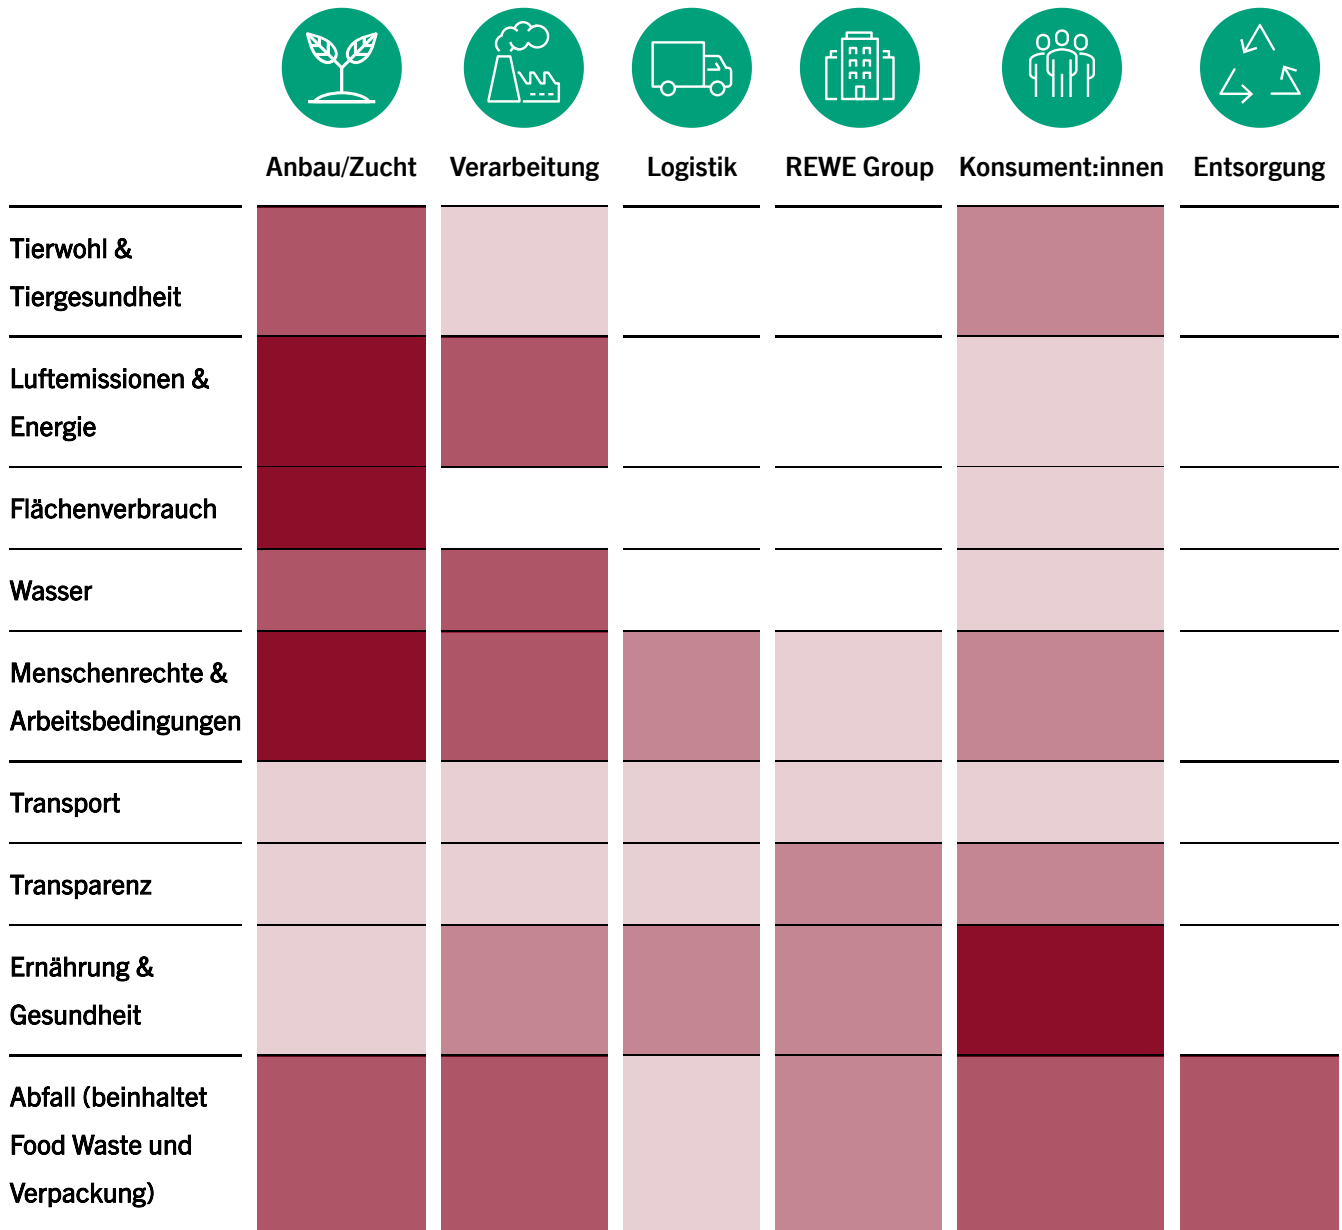 Anbau/Zucht Verarbeitung Logistik REWE Group Konsument:innen Entsorgung
Tierwohl &
Tiergesundheit
Luftemissionen &
Energie
Flächenverbrauch
Wasser
Menschenrechte &
Arbeitsbedingungen
Transport
Transparenz
Ernährung &
Gesundheit
Abfall (beinhaltet
Food Waste und
Verpackung)